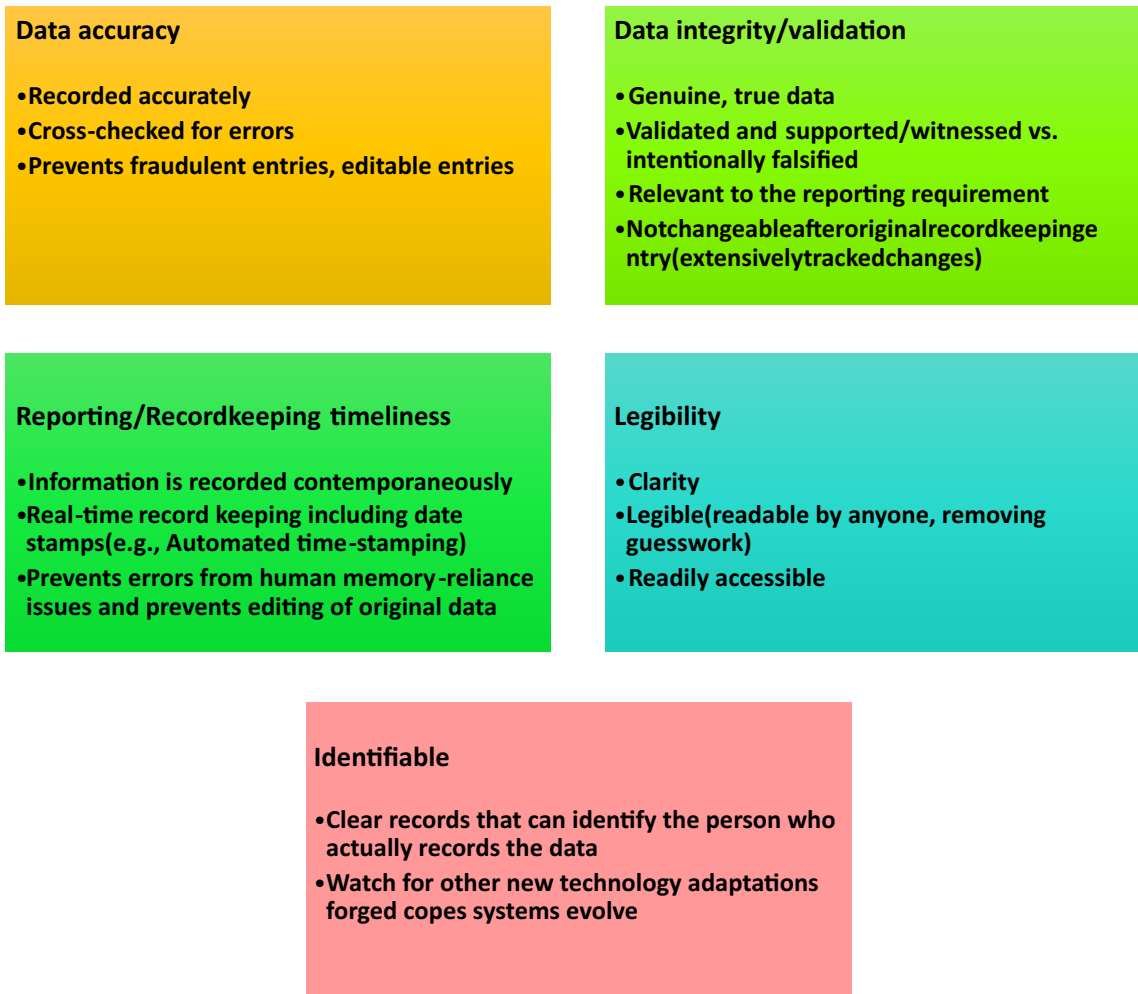 Data accuracy
•Recorded accurately
•Cross-checked for errors
•Prevents fraudulent entries, editable entries
Data integrity/validation
•Genuine, true data
•Validated and supported/witnessed vs.
intentionally falsified
•Relevant to the reporting requirement
•Notchangeableafteroriginalrecordkeepinge
ntry(extensivelytrackedchanges)
Reporting/Recordkeeping timeliness
•Information is recorded contemporaneously
•Real-time record keeping including date
stamps(e.g., Automated time-stamping)
•Prevents errors from human memory-reliance
issues and prevents editing of original data
Legibility
•Clarity
•Legible(readable by anyone, removing
guesswork)
•Readily accessible
Identifiable
•Clear records that can identify the person who
actually records the data
•Watch for other new technology adaptations
forged copes systems evolve